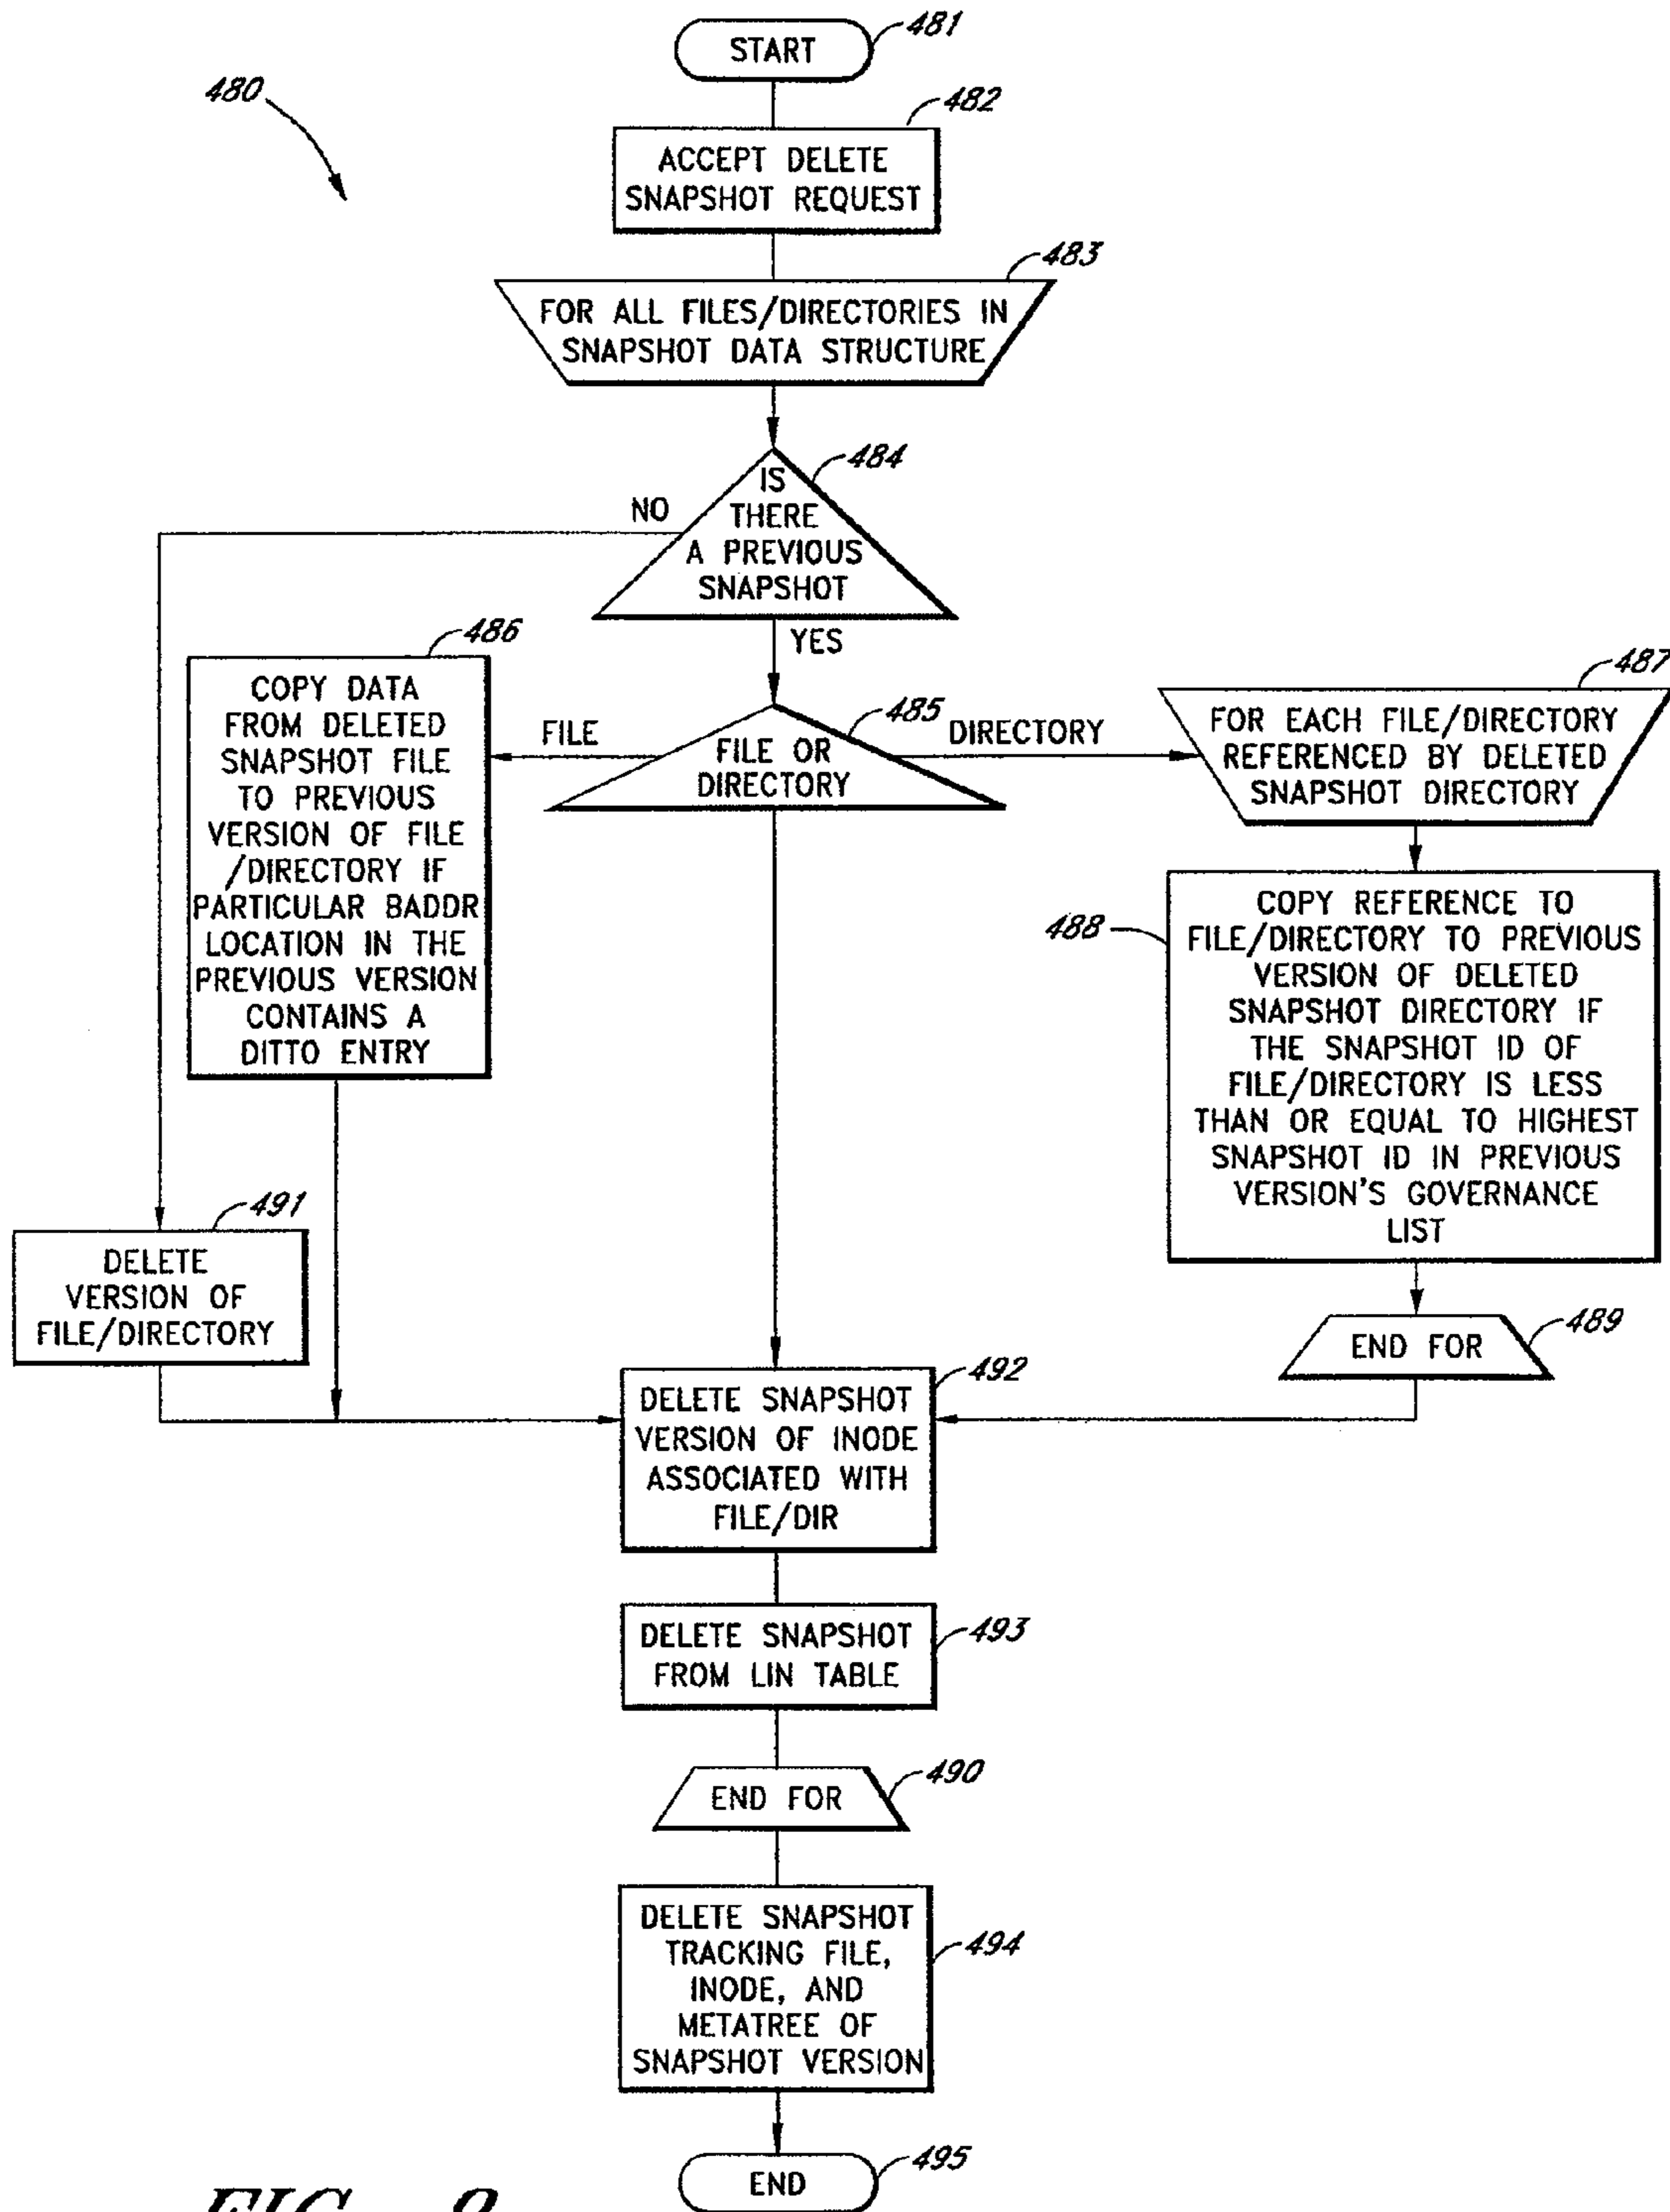 START
481
480
482
ACCEPT DELETE
SNAPSHOT REQUEST
483
FOR ALL FILES/DIRECTORIES IN
SNAPSHOT DATA STRUCTURE
484
IS
THERE
A PREVIOUS
SNAPSHOT
NO
YES
486
COPY DATA
FROM DELETED
SNAPSHOT FILE
TO PREVIOUS
VERSION OF FILE
/DIRECTORY IF
PARTICULAR BADDR
LOCATION IN THE
PREVIOUS VERSION
CONTAINS A
DITTO ENTRY
FILE
485
FILE OR
DIRECTORY
DIRECTORY
487
FOR EACH FILE/DIRECTORY
REFERENCED BY DELETED
SNAPSHOT DIRECTORY
488
COPY REFERENCE TO
FILE/DIRECTORY TO PREVIOUS
VERSION OF DELETED
SNAPSHOT DIRECTORY IF
THE SNAPSHOT ID OF
FILE/DIRECTORY IS LESS
THAN OR EQUAL TO HIGHEST
SNAPSHOT ID IN PREVIOUS
VERSION'S GOVERNANCE
LIST
491
DELETE
VERSION OF
FILE/DIRECTORY
END FOR
489
492
DELETE SNAPSHOT
VERSION OF INODE
ASSOCIATED WITH
FILE/DIR
DELETE SNAPSHOT
FROM LIN TABLE
493
END FOR
490
DELETE SNAPSHOT
TRACKING FILE,
INODE, AND
METATREE OF
SNAPSHOT VERSION
494
END
495